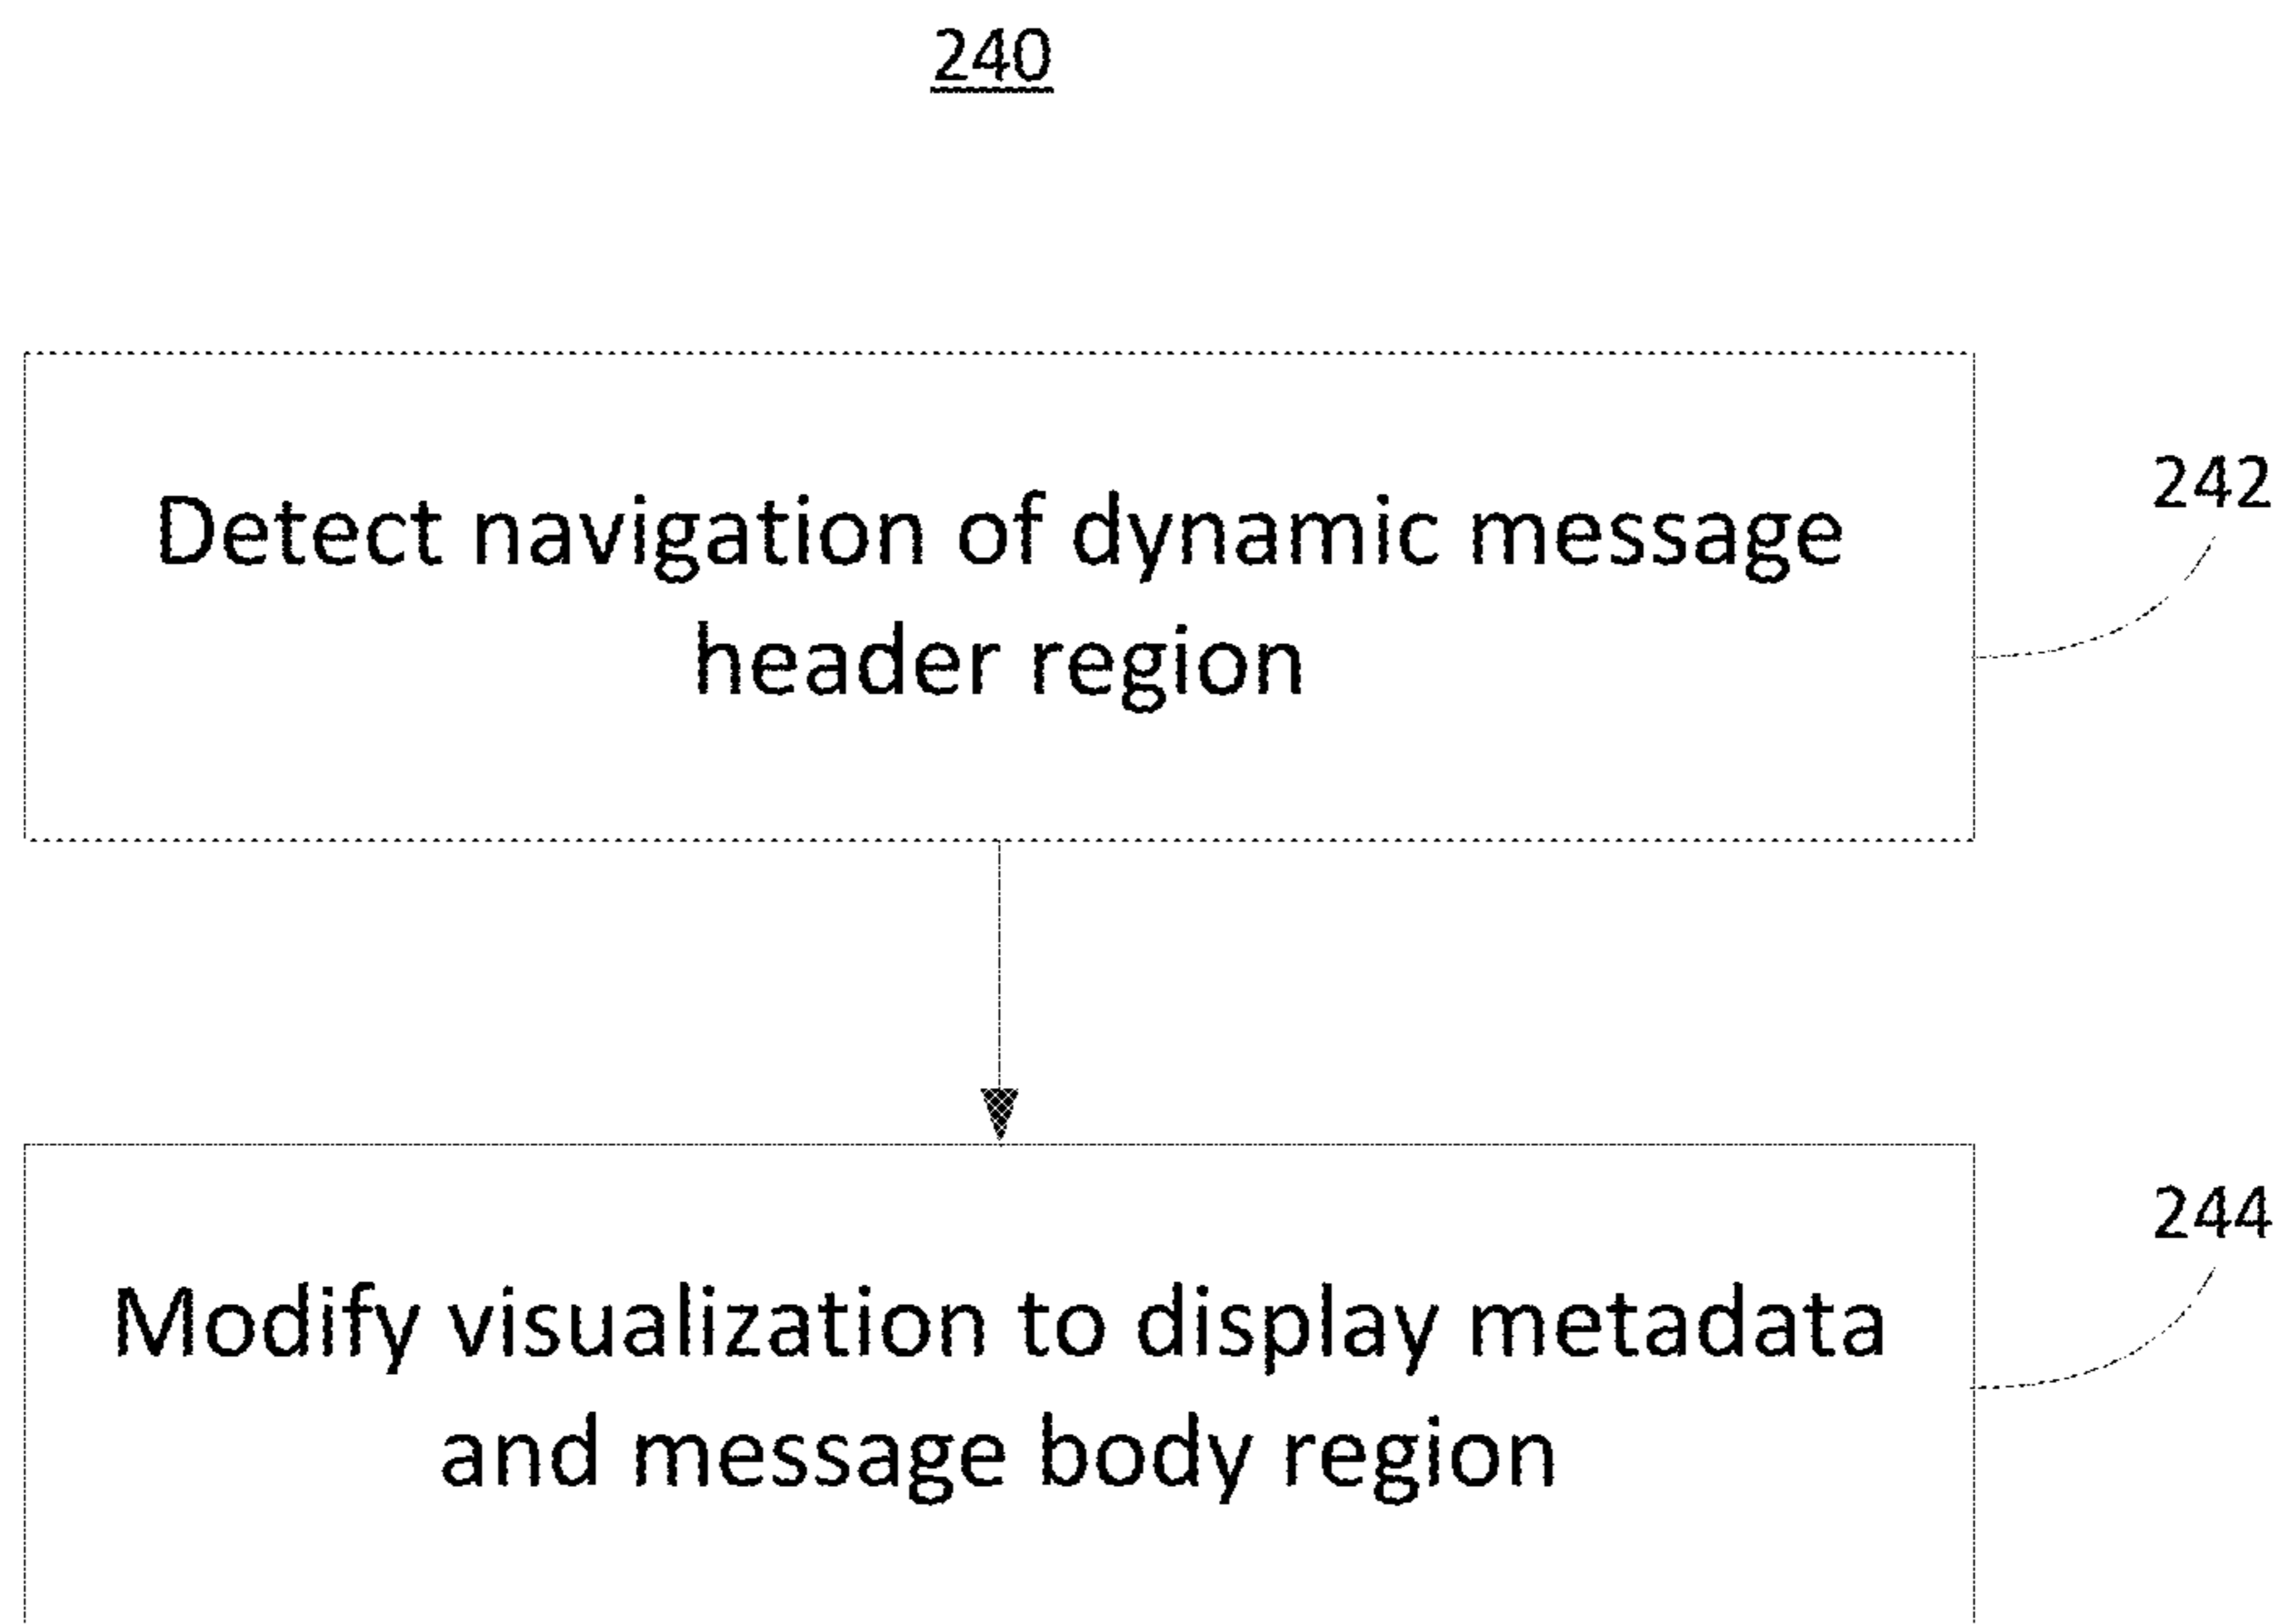 240
Detect navigation of dynamic message
header region
242
Modify visualization to display metadata
and message body region
244